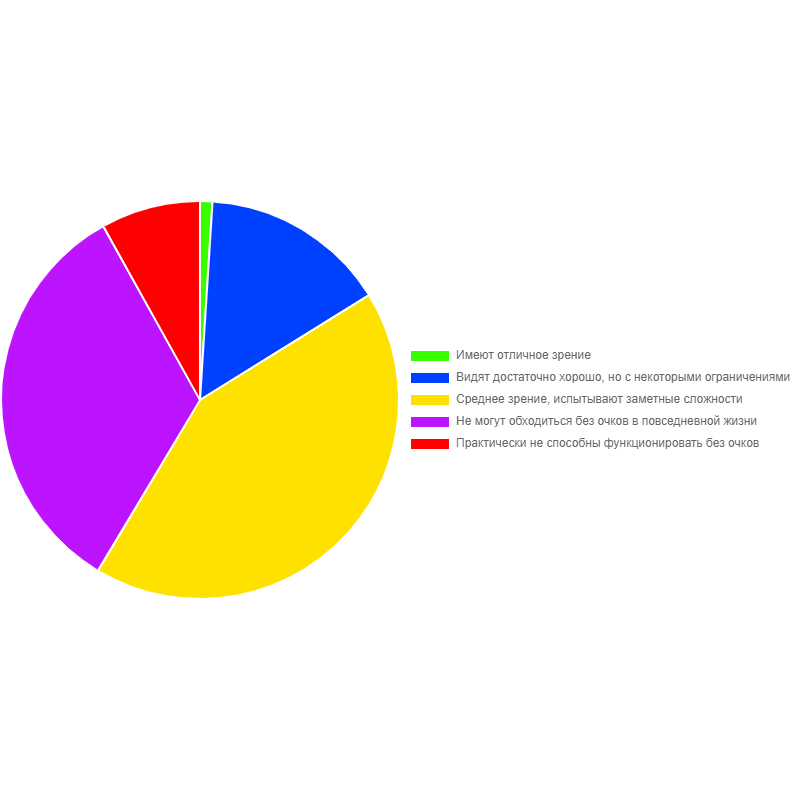 Имеют отличное зрение
Видят достаточно хорошо, но с некоторыми ограничениями
Среднее зрение, испытывают заметные сложности
Не могут обходиться без очков в повседневной жизни
Практически не способны функционировать без очков